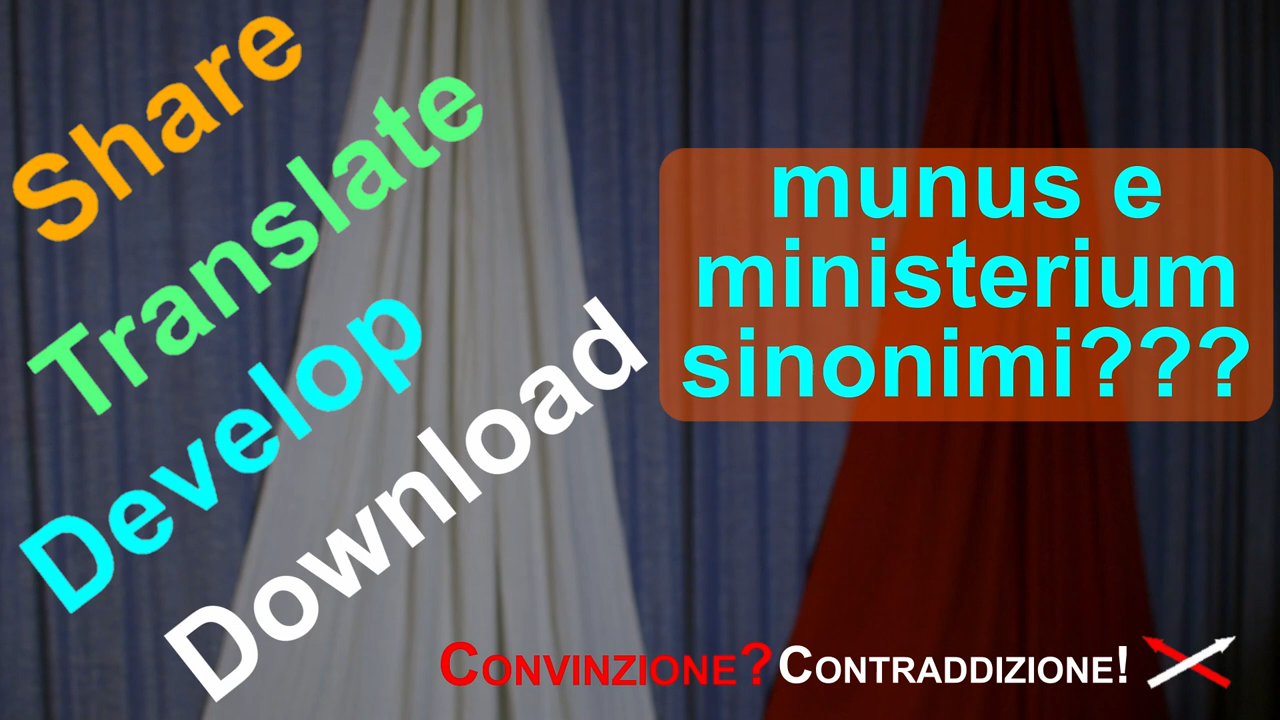 Share
Translate
Develop
Download
munus e
ministerium
sinonimi???
CONVINZIONE? CONTRADDIZIONE!